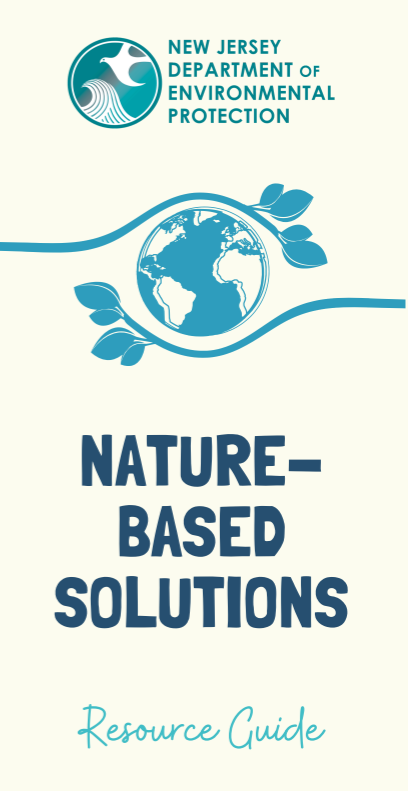 NEW JERSEY
DEPARTMENT OF
ENVIRONMENTAL
PROTECTION
NATURE-
BASED
SOLUTIONS
Resource Guide